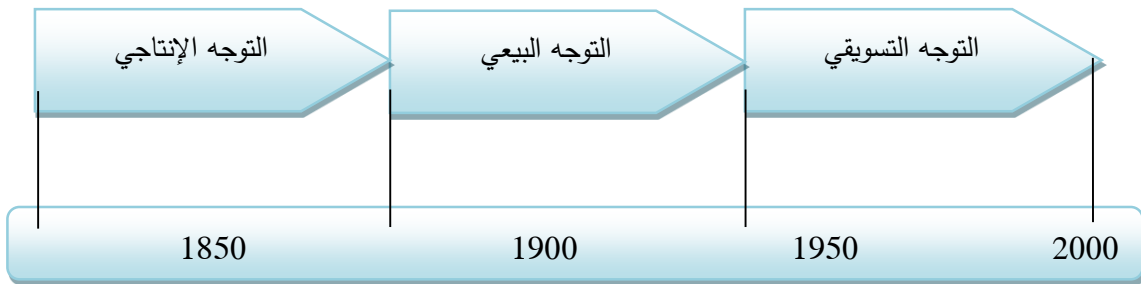 التوجه الإنتاجي
التوجه البيعي
التوجه التسويقي
1850
1900
1950
2000